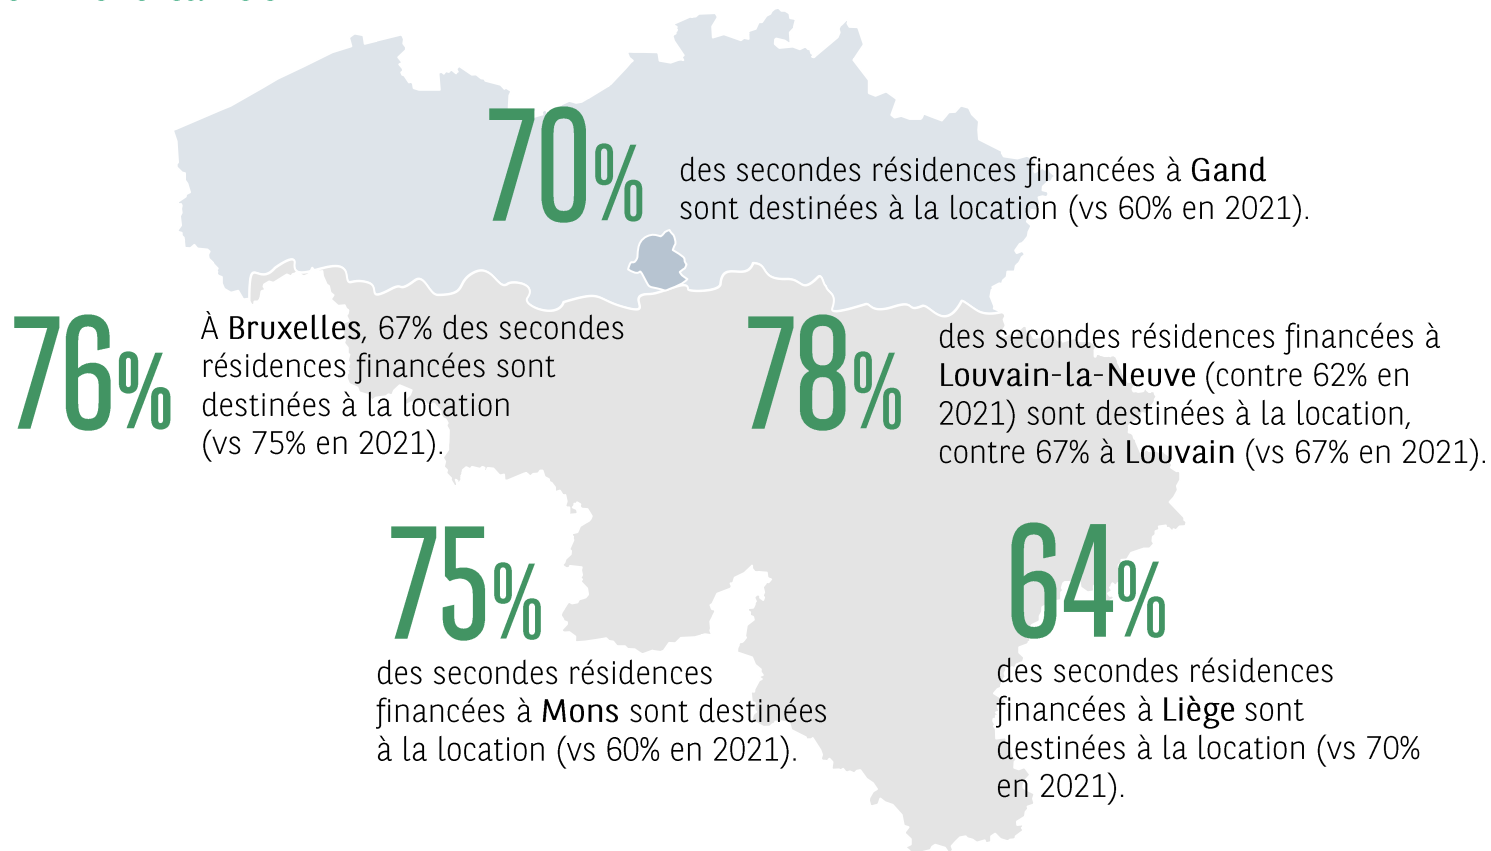 70%
des secondes résidences financées à Gand
sont destinées à la location (vs 60% en 2021).
76%
À Bruxelles, 67% des secondes
résidences financées sont
destinées à la location
(vs 75% en 2021).
78%
des secondes résidences financées à
Louvain-la-Neuve (contre 62% en
2021) sont destinées à la location,
contre 67% à Louvain (vs 67% en 2021).
75%
des secondes résidences
financées à Mons sont destinées
à la location (vs 60% en 2021).
64%
des secondes résidences
financées à Liège sont
destinées à la location (vs 70%
en 2021).